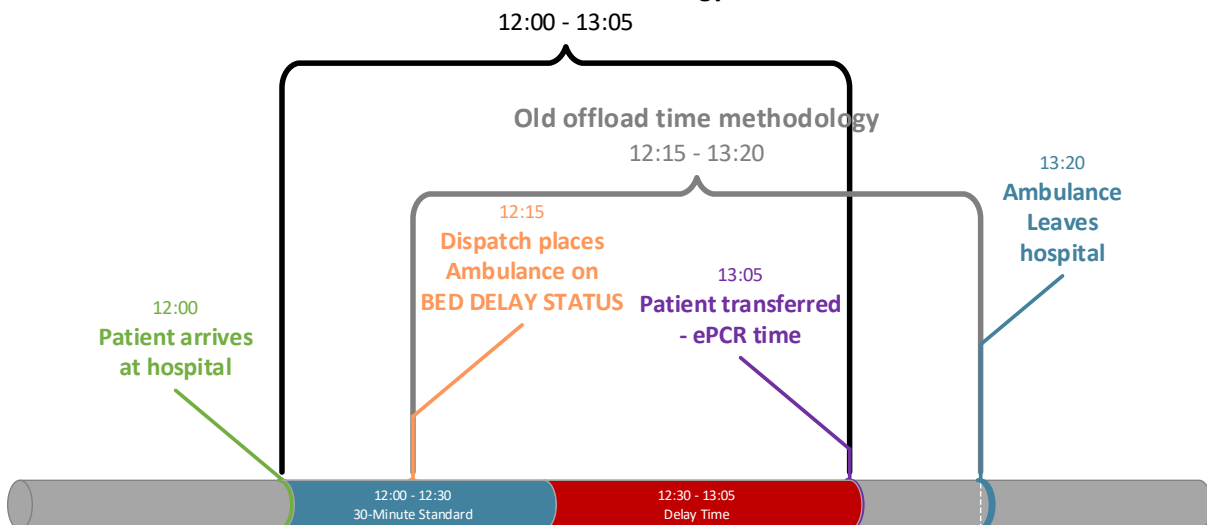 12:00 - 13:05
Old offload time methodology
12:15 - 13:20
13:20
Ambulance
Leaves
hospital
12:15
Dispatch places
Ambulance on
BED DELAY STATUS
13:05
Patient transferred
- ePCR time
12:00
Patient arrives
at hospital
12:00 - 12:30
30-Minute Standard
12:30 - 13:05
Delay Time